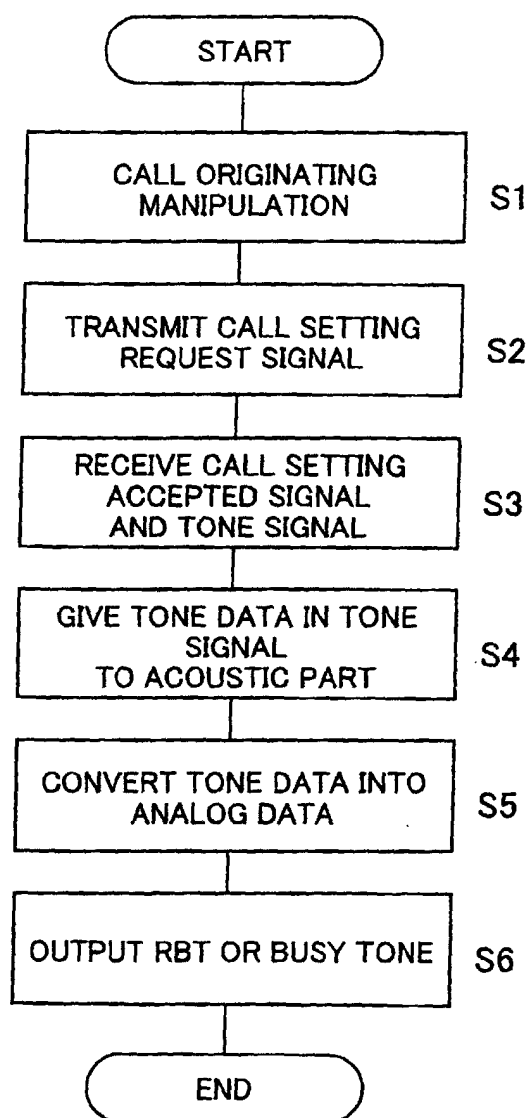 START
CALL ORIGINATING
MANIPULATION
S1
TRANSMIT CALL SETTING
REQUEST SIGNAL
S2
RECEIVE CALL SETTING
ACCEPTED SIGNAL
AND TONE SIGNAL
S3
GIVE TONE DATA IN TONE
SIGNAL
TO ACOUSTIC PART
S4
CONVERT TONE DATA INTO
ANALOG DATA
S5
OUTPUT RBT OR BUSY TONE
S6
END